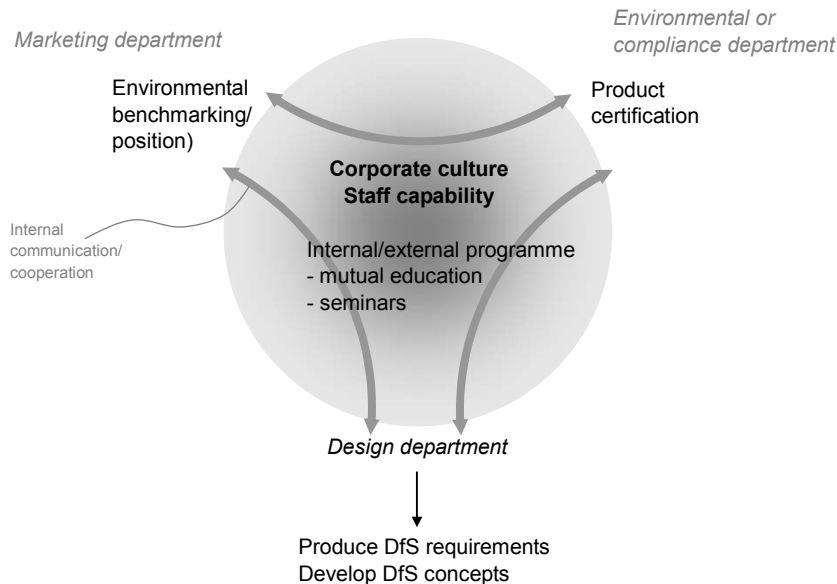 Marketing department
Environmental or
compliance department
Environmental
benchmarking/
position)
Product
certification
Corporate culture
Staff capability
Internal
communication/
cooperation
Internal/external programme
- mutual education
- seminars
Design department
Produce DfS requirements
Develop DfS concepts